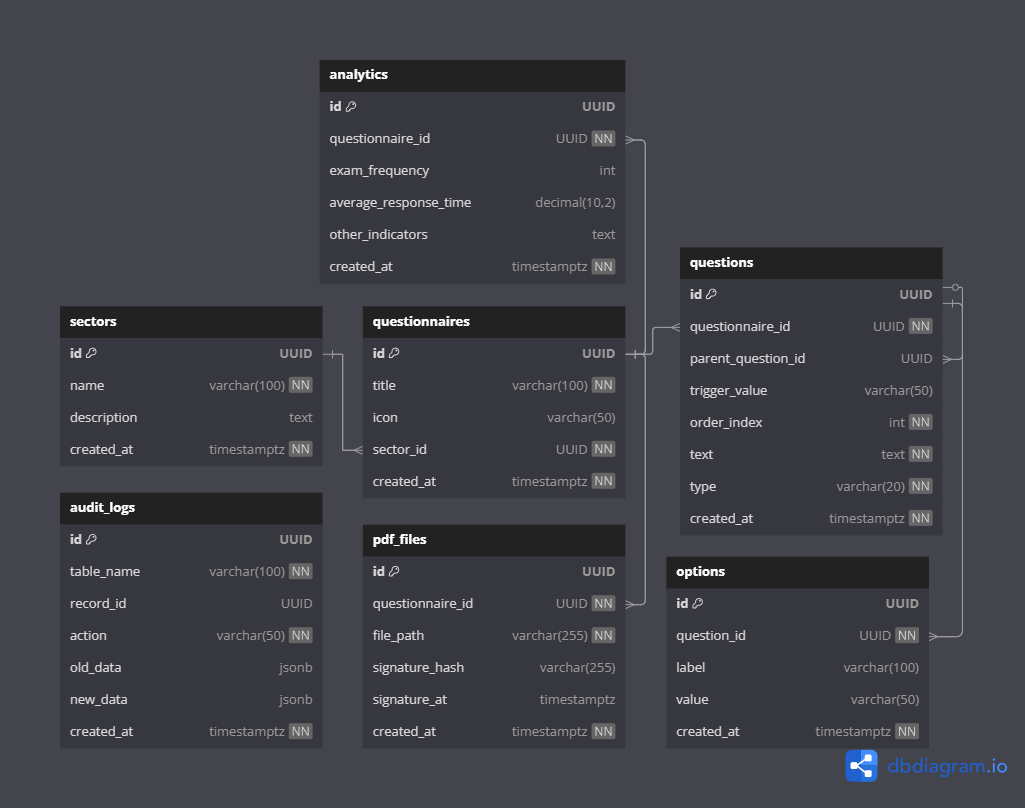 analytics
id UUID
questionnaire_id UUID NN
exam_frequency int
average_response_time decimal(10,2)
other_indicators text
created_at timestamptz NN
sectors
id UUID
name varchar(100) NN
description text
created_at timestamptz NN
questionnaires
id UUID
title varchar(100) NN
icon varchar(50)
sector_id UUID NN
created_at timestamptz NN
questions
id UUID
questionnaire_id UUID NN
parent_question_id UUID
trigger_value varchar(50)
order_index int NN
text text NN
type varchar(20) NN
created_at timestamptz NN
audit_logs
id UUID
table_name varchar(100) NN
record_id UUID
action varchar(50) NN
old_data jsonb
new_data jsonb
created_at timestamptz NN
pdf_files
id UUID
questionnaire_id UUID NN
file_path varchar(255) NN
signature_hash varchar(255)
signature_at timestamptz
created_at timestamptz NN
options
id UUID
question_id UUID NN
label varchar(100)
value varchar(50)
created_at timestamptz NN
dbdiagram.io